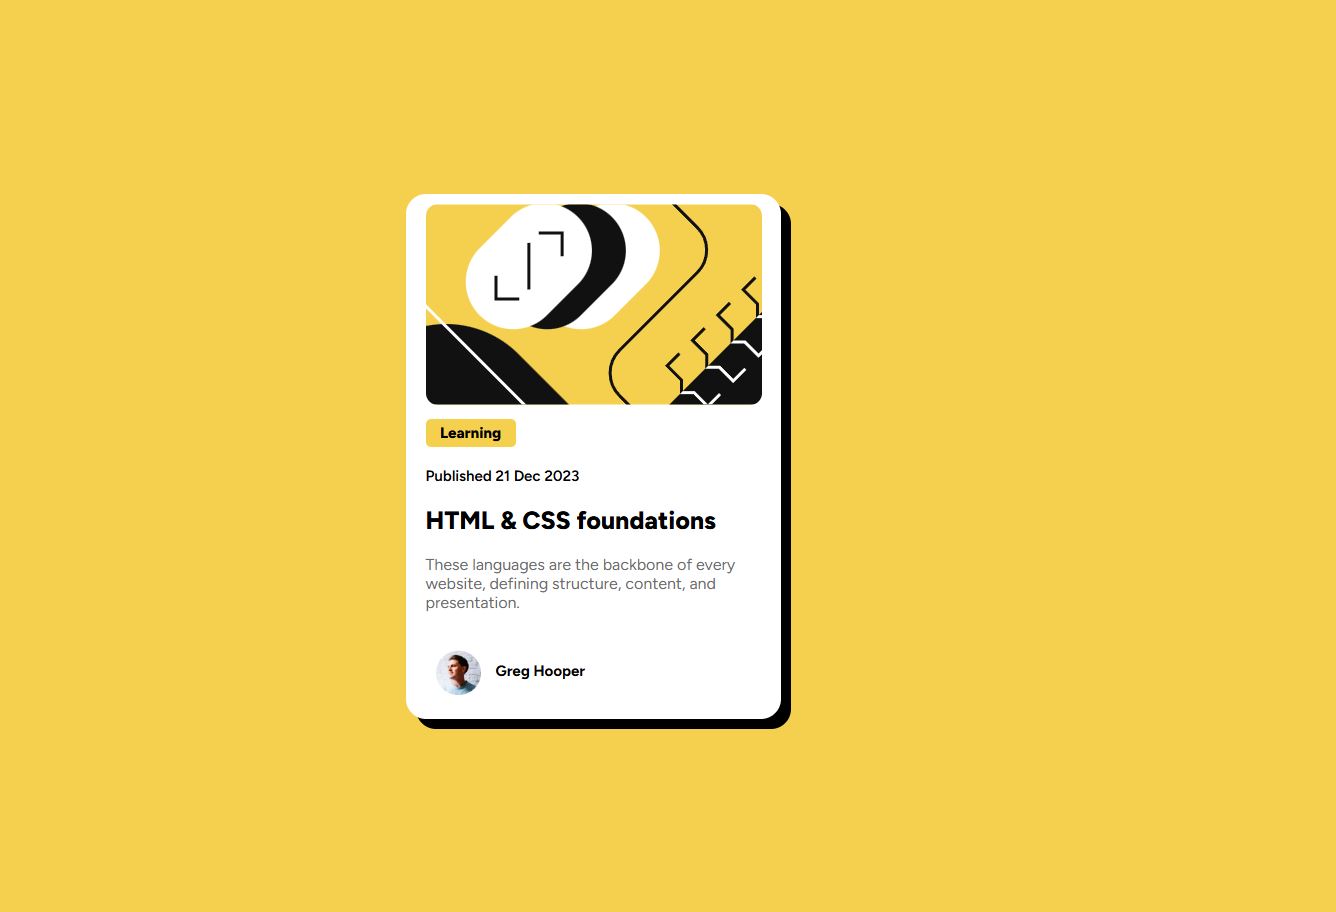 Learning
Published 21 Dec 2023
HTML & CSS foundations
These languages are the backbone of every
website, defining structure, content, and
presentation.
Greg Hooper